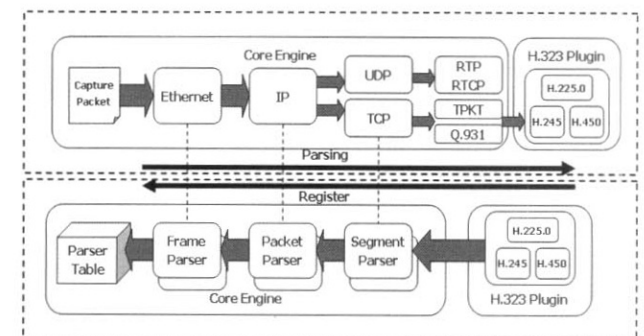 Core Engine
H.323 Plugin
Capture
Packet
Ethernet
IP
UDP
TCP
RTP
RTCP
TPKT
Q.931
H.225.0
H.245
H.450
Parsing
Register
Parser
Table
Frame
Parser
Packet
Parser
Segment
Parser
Core Engine
H.225.0
H.245
H.450
H.323 Plugin